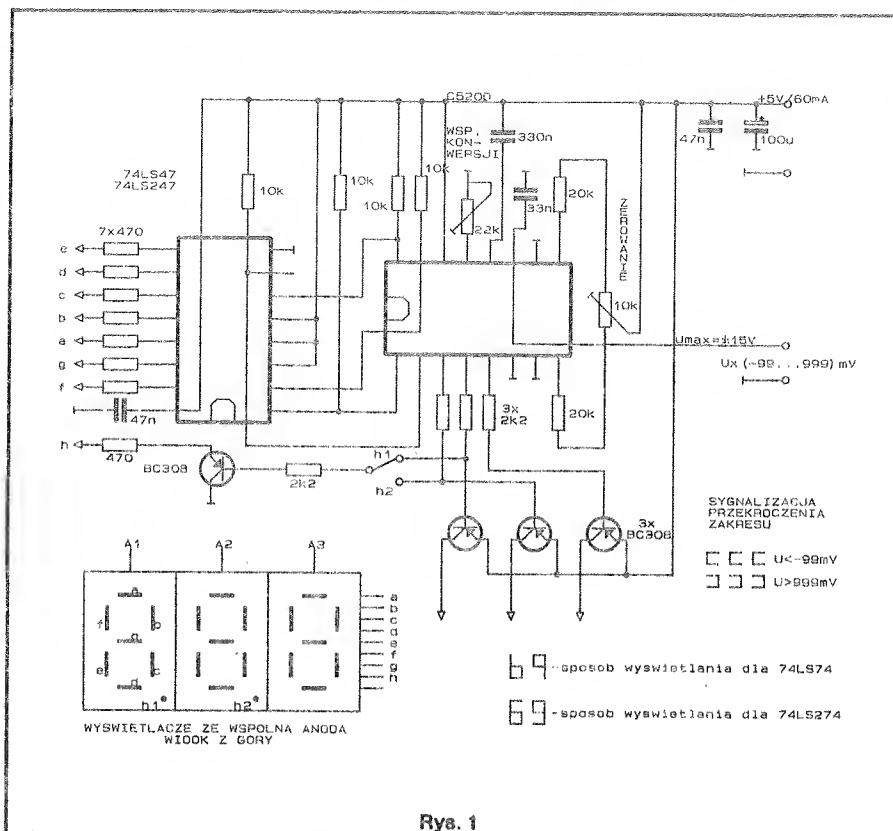 C5200
+5V/60mA
WSP.
KON-
WERSJI
330n
47n
100u
74LS47
74LS247
10k
10k
10k
10k
22k
33n
20k
ZEROWANIE
7x470
e
d
c
b
a
g
f
10k
Umax=±15V
Ux (-99...999) mV
47n
h
470
BC308
2k2
h1
h2
3x
2k2
20k
3x
BC308
SYGNALIZACJA
PRZEKROCZENIA
ZAKRESU
U<-99mV
U>999mV
A1
A2
A3
a
f
b
g
e
c
d
h1
h2
a
b
c
d
e
f
g
h
WYSWIETLACZE ZE WSPOLNA ANODA
WIDOK Z GORY
69-sposob wyswietlania dla 74LS74
69-sposob wyswietlania dla 74LS274
Rys. 1